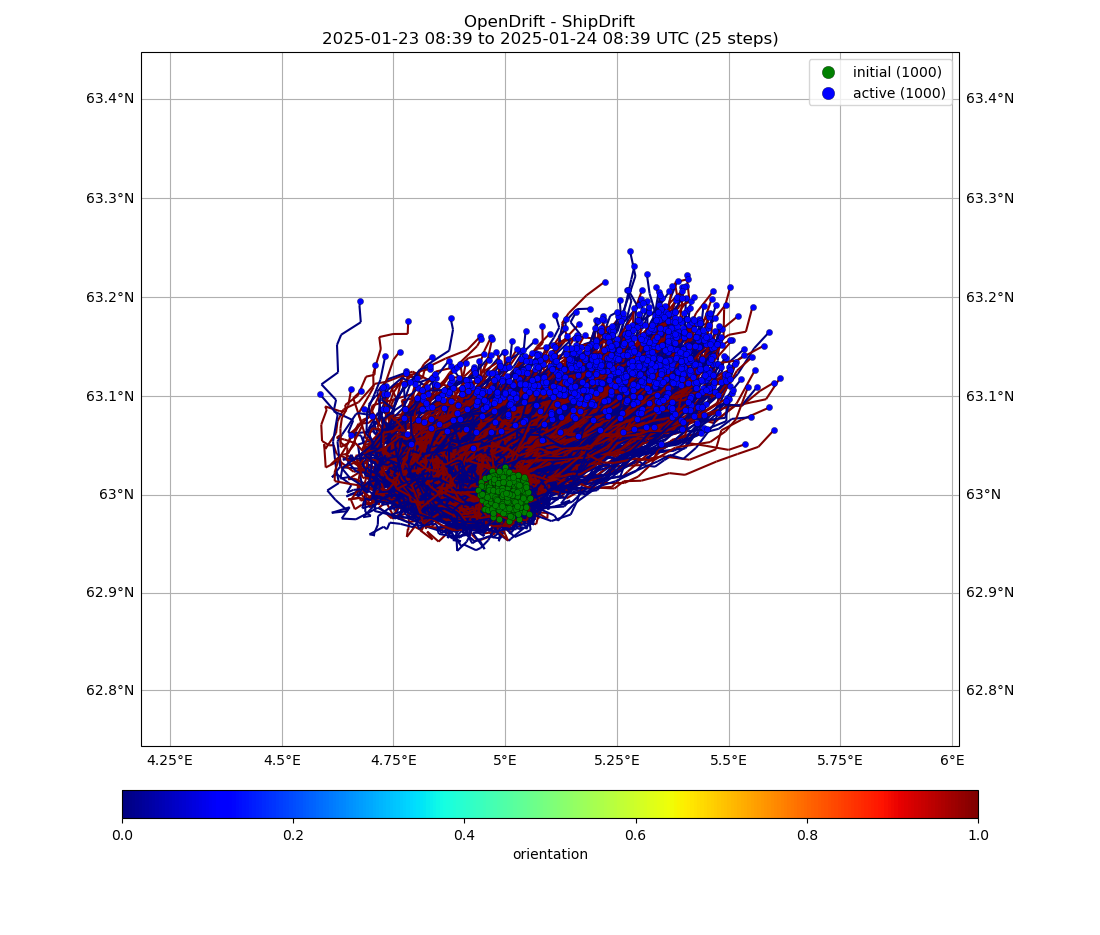 OpenDrift - ShipDrift
2025-01-23 08:39 to 2025-01-24 08:39 UTC (25 steps)
initial (1000)
active (1000)
63.4°N 63.4°N
63.3°N 63.3°N
63.2°N 63.2°N
63.1°N 63.1°N
63°N 63°N
62.9°N 62.9°N
62.8°N 62.8°N
4.25°E 4.5°E 4.75°E 5°E 5.25°E 5.5°E 5.75°E 6°E
0.0 0.2 0.4 0.6 0.8 1.0
orientation